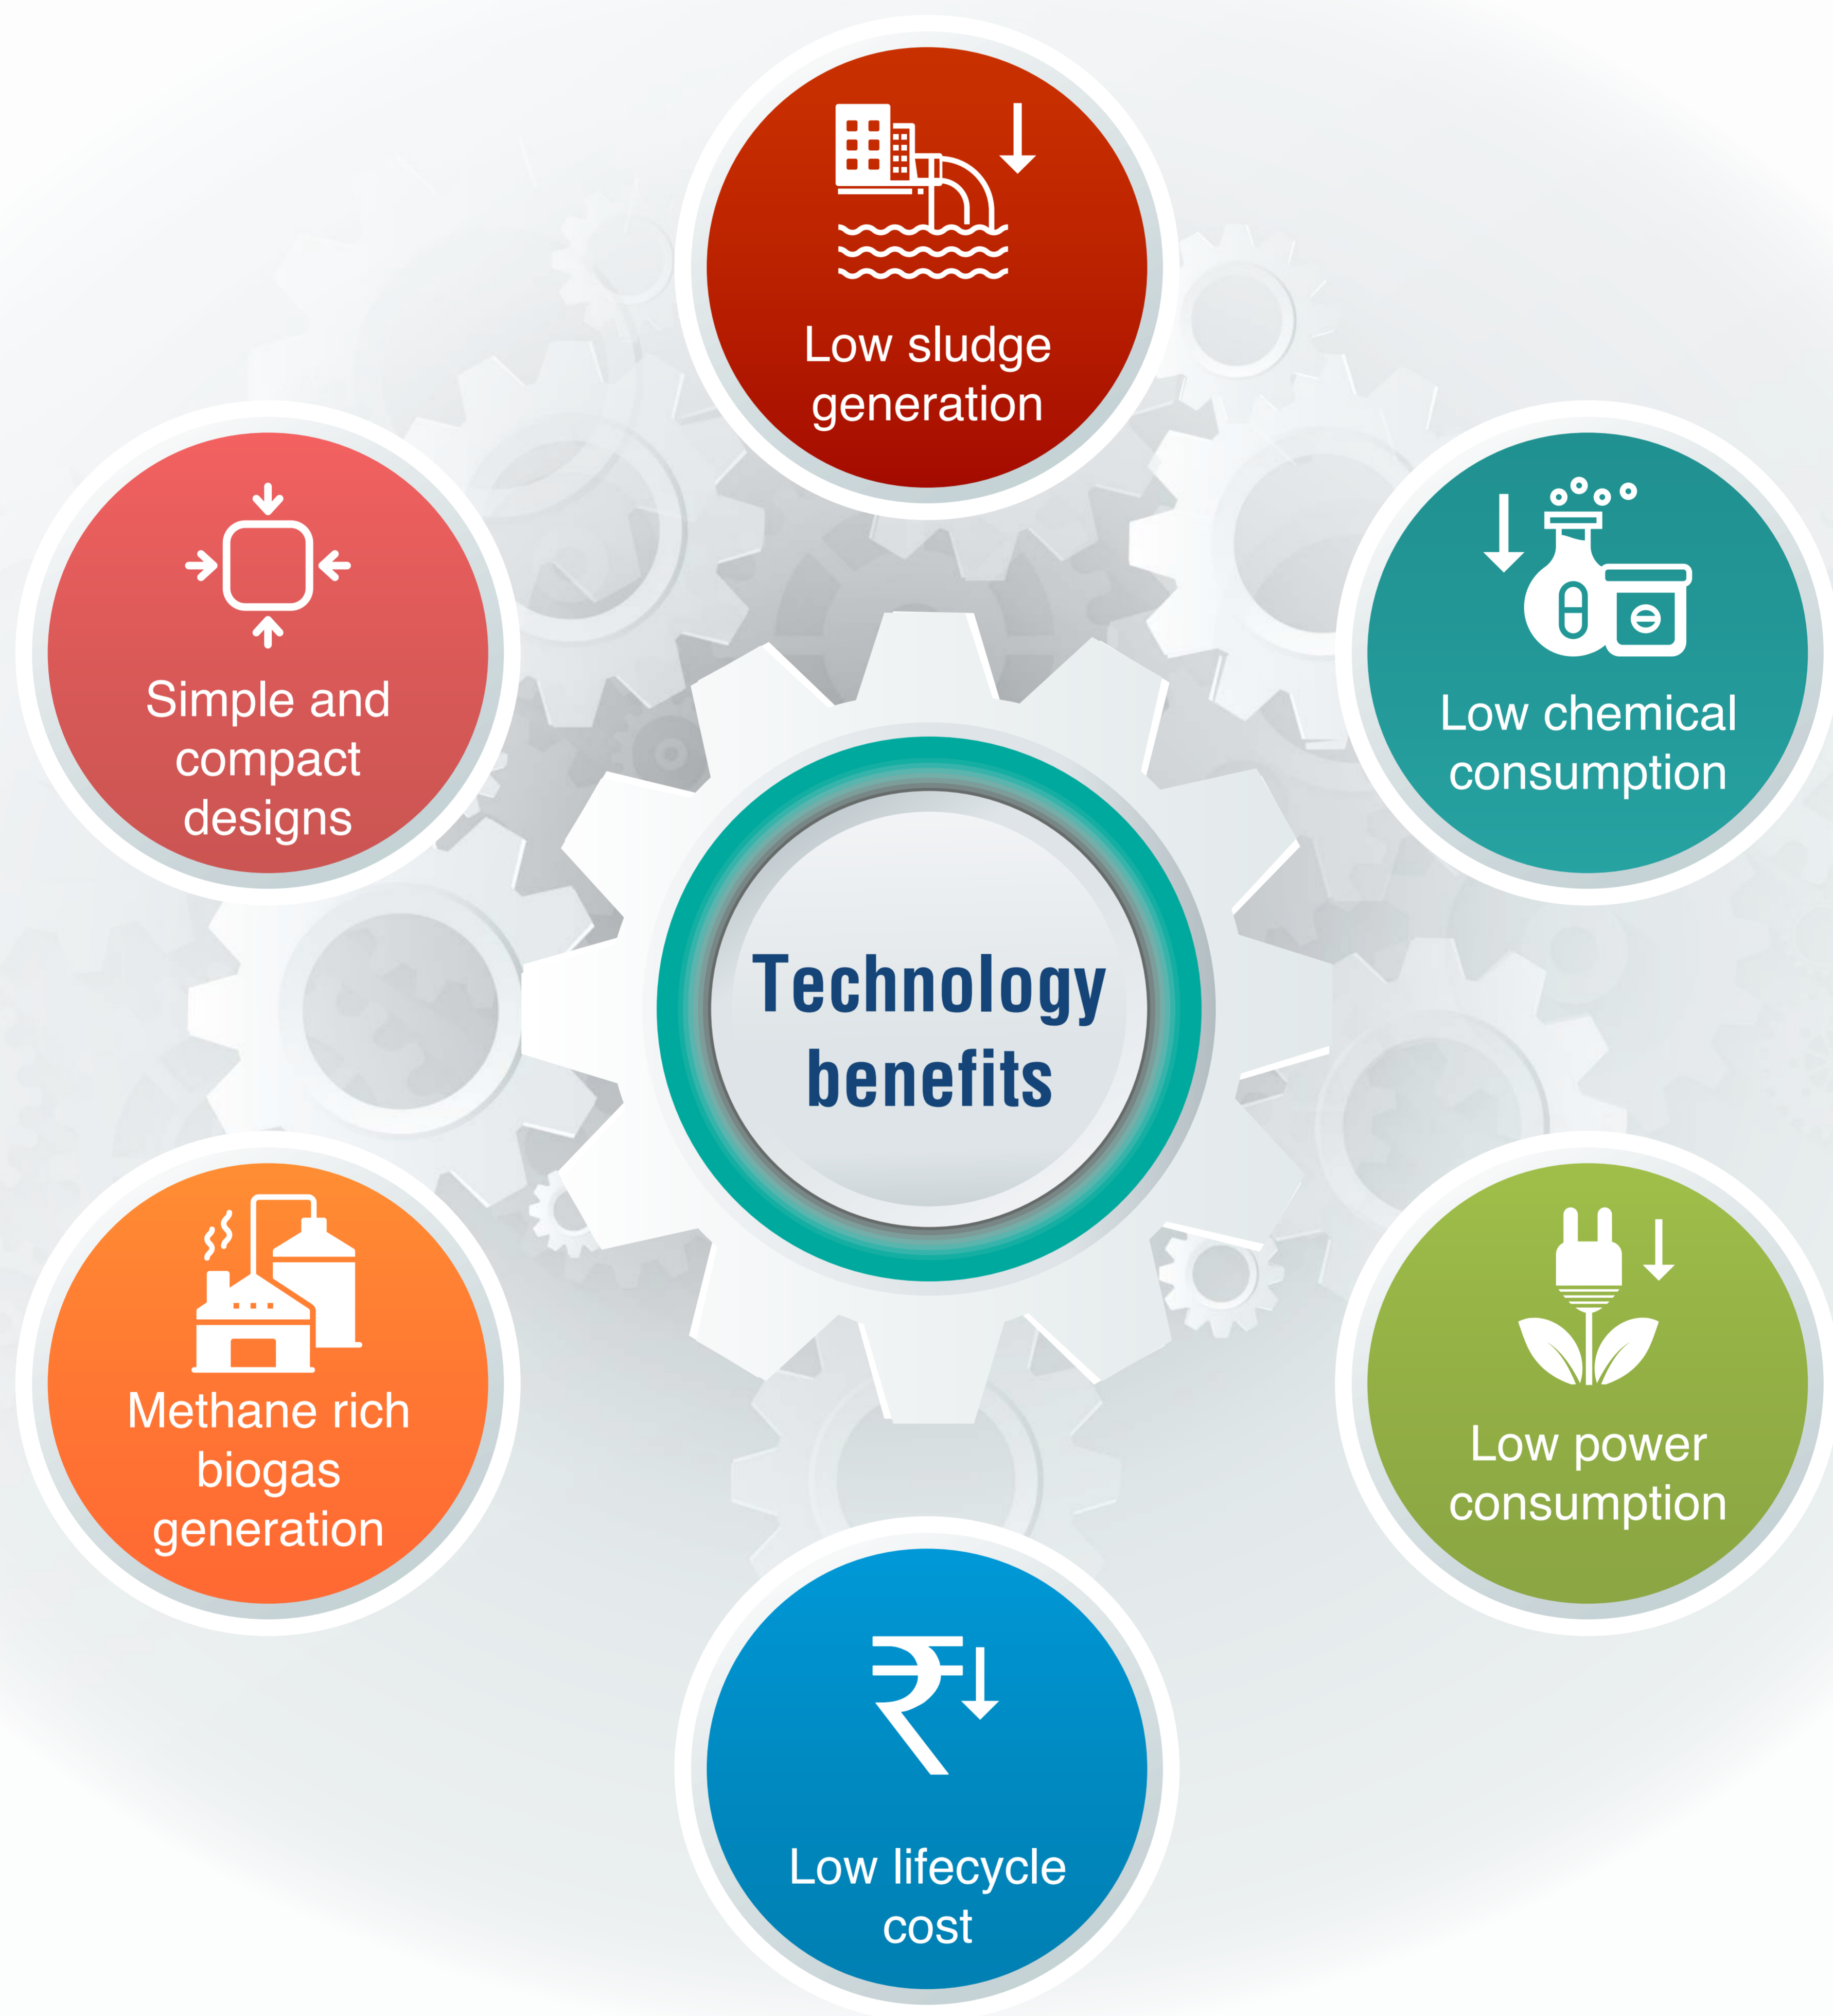 Low sludge
generation
Simple and
compact
designs
Low chemical
consumption
Technology
benefits
Methane rich
biogas
generation
Low power
consumption
₹
Low lifecycle
cost